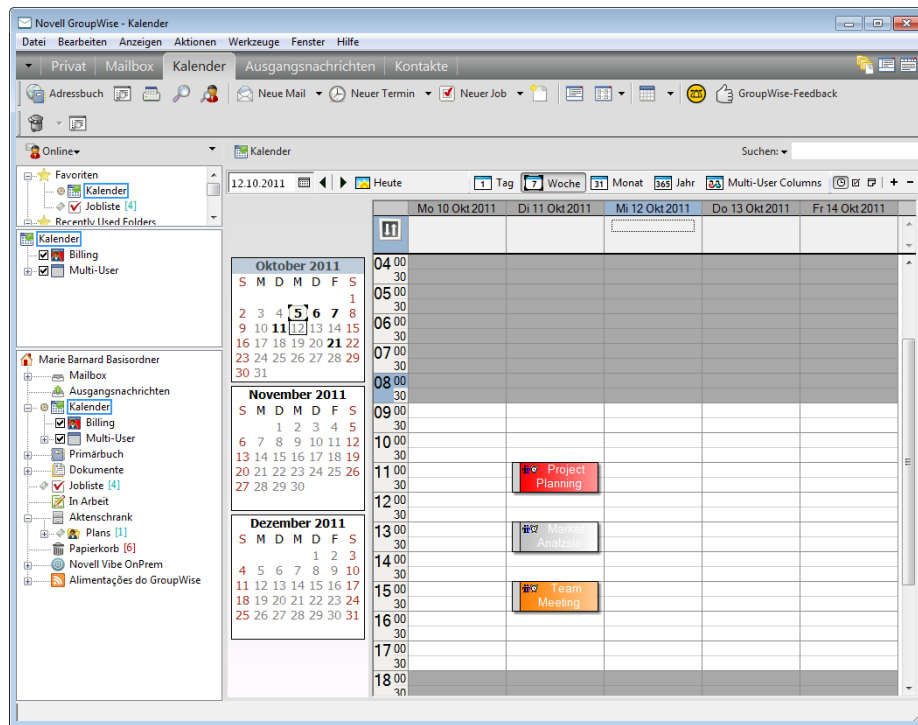 Novell GroupWise - Kalender
Datei Bearbeiten Anzeigen Aktionen Werkzeuge Fenster Hilfe
Privat Mailbox Kalender Ausgangsnachrichten Kontakte
Adressbuch Neue Mail Neuer Termin Neuer Job GroupWise-Feedback
Online Kalender Suchen:
Favoriten
Kalender
Jobliste [4]
Recently Used Folders
12.10.2011 Heute 1 Tag 7 Woche 31 Monat 365 Jahr Multi-User Columns
Kalender
Billing
Multi-User
Marie Barnard Basisordner
Mailbox
Ausgangsnachrichten
Kalender
Billing
Multi-User
Primärbuch
Dokumente
Jobliste [4]
In Arbeit
Aktenschrank
Plans [1]
Papierkorb [6]
Novell Vibe OnPrem
Alimentações do GroupWise
Oktober 2011
S M D M D F S
1
2 3 4 5 6 7 8
9 10 11 12 13 14 15
16 17 18 19 20 21 22
23 24 25 26 27 28 29
30 31
November 2011
S M D M D F S
1 2 3 4 5
6 7 8 9 10 11 12
13 14 15 16 17 18 19
20 21 22 23 24 25 26
27 28 29 30
Dezember 2011
S M D M D F S
1 2 3
4 5 6 7 8 9 10
11 12 13 14 15 16 17
18 19 20 21 22 23 24
25 26 27 28 29 30 31
Mo 10 Okt 2011 Di 11 Okt 2011 Mi 12 Okt 2011 Do 13 Okt 2011 Fr 14 Okt 2011
04 00
30
05 00
30
06 00
30
07 00
30
08 00
30
09 00
30
10 00
30
11 00 Project
30 Planning
12 00
30
13 00 Market
30 Analzsis
14 00
30
15 00 Team
30 Meeting
16 00
30
17 00
30
18 00
30